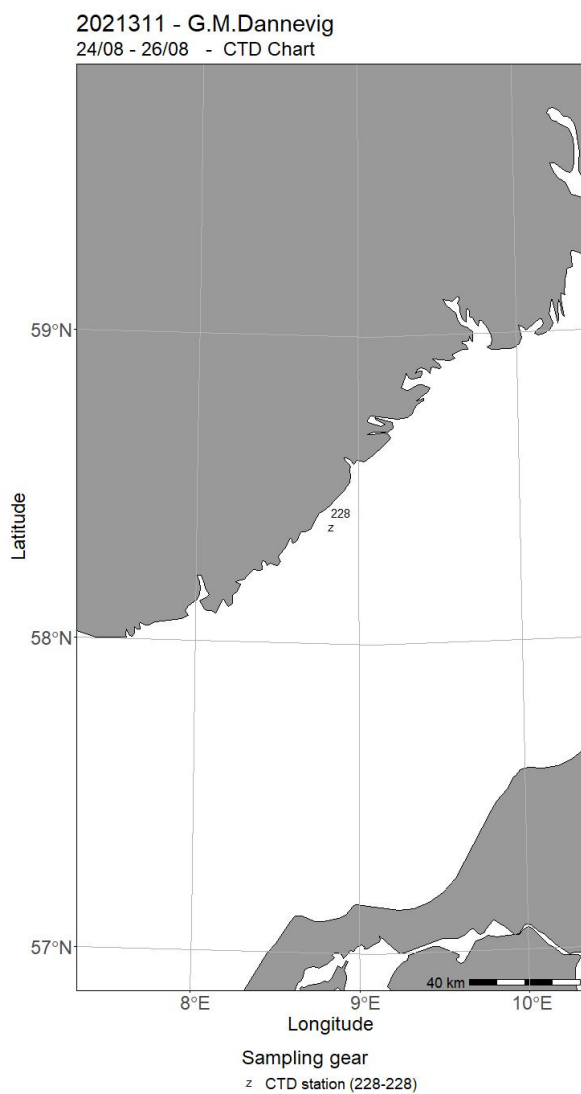 2021311 - G.M.Dannevig
24/08 - 26/08 - CTD Chart
59°N
228
z
58°N
57°N
40 km
8°E
9°E
10°E
Latitude
Longitude
Sampling gear
z CTD station (228-228)